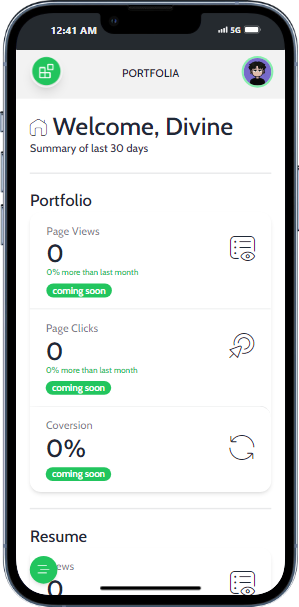 12:41 AM
5G
PORTFOLIA
Welcome, Divine
Summary of last 30 days
Portfolio
Page Views
0
0% more than last month
coming soon
Page Clicks
0
0% more than last month
coming soon
Coversion
0%
coming soon
Resume
0